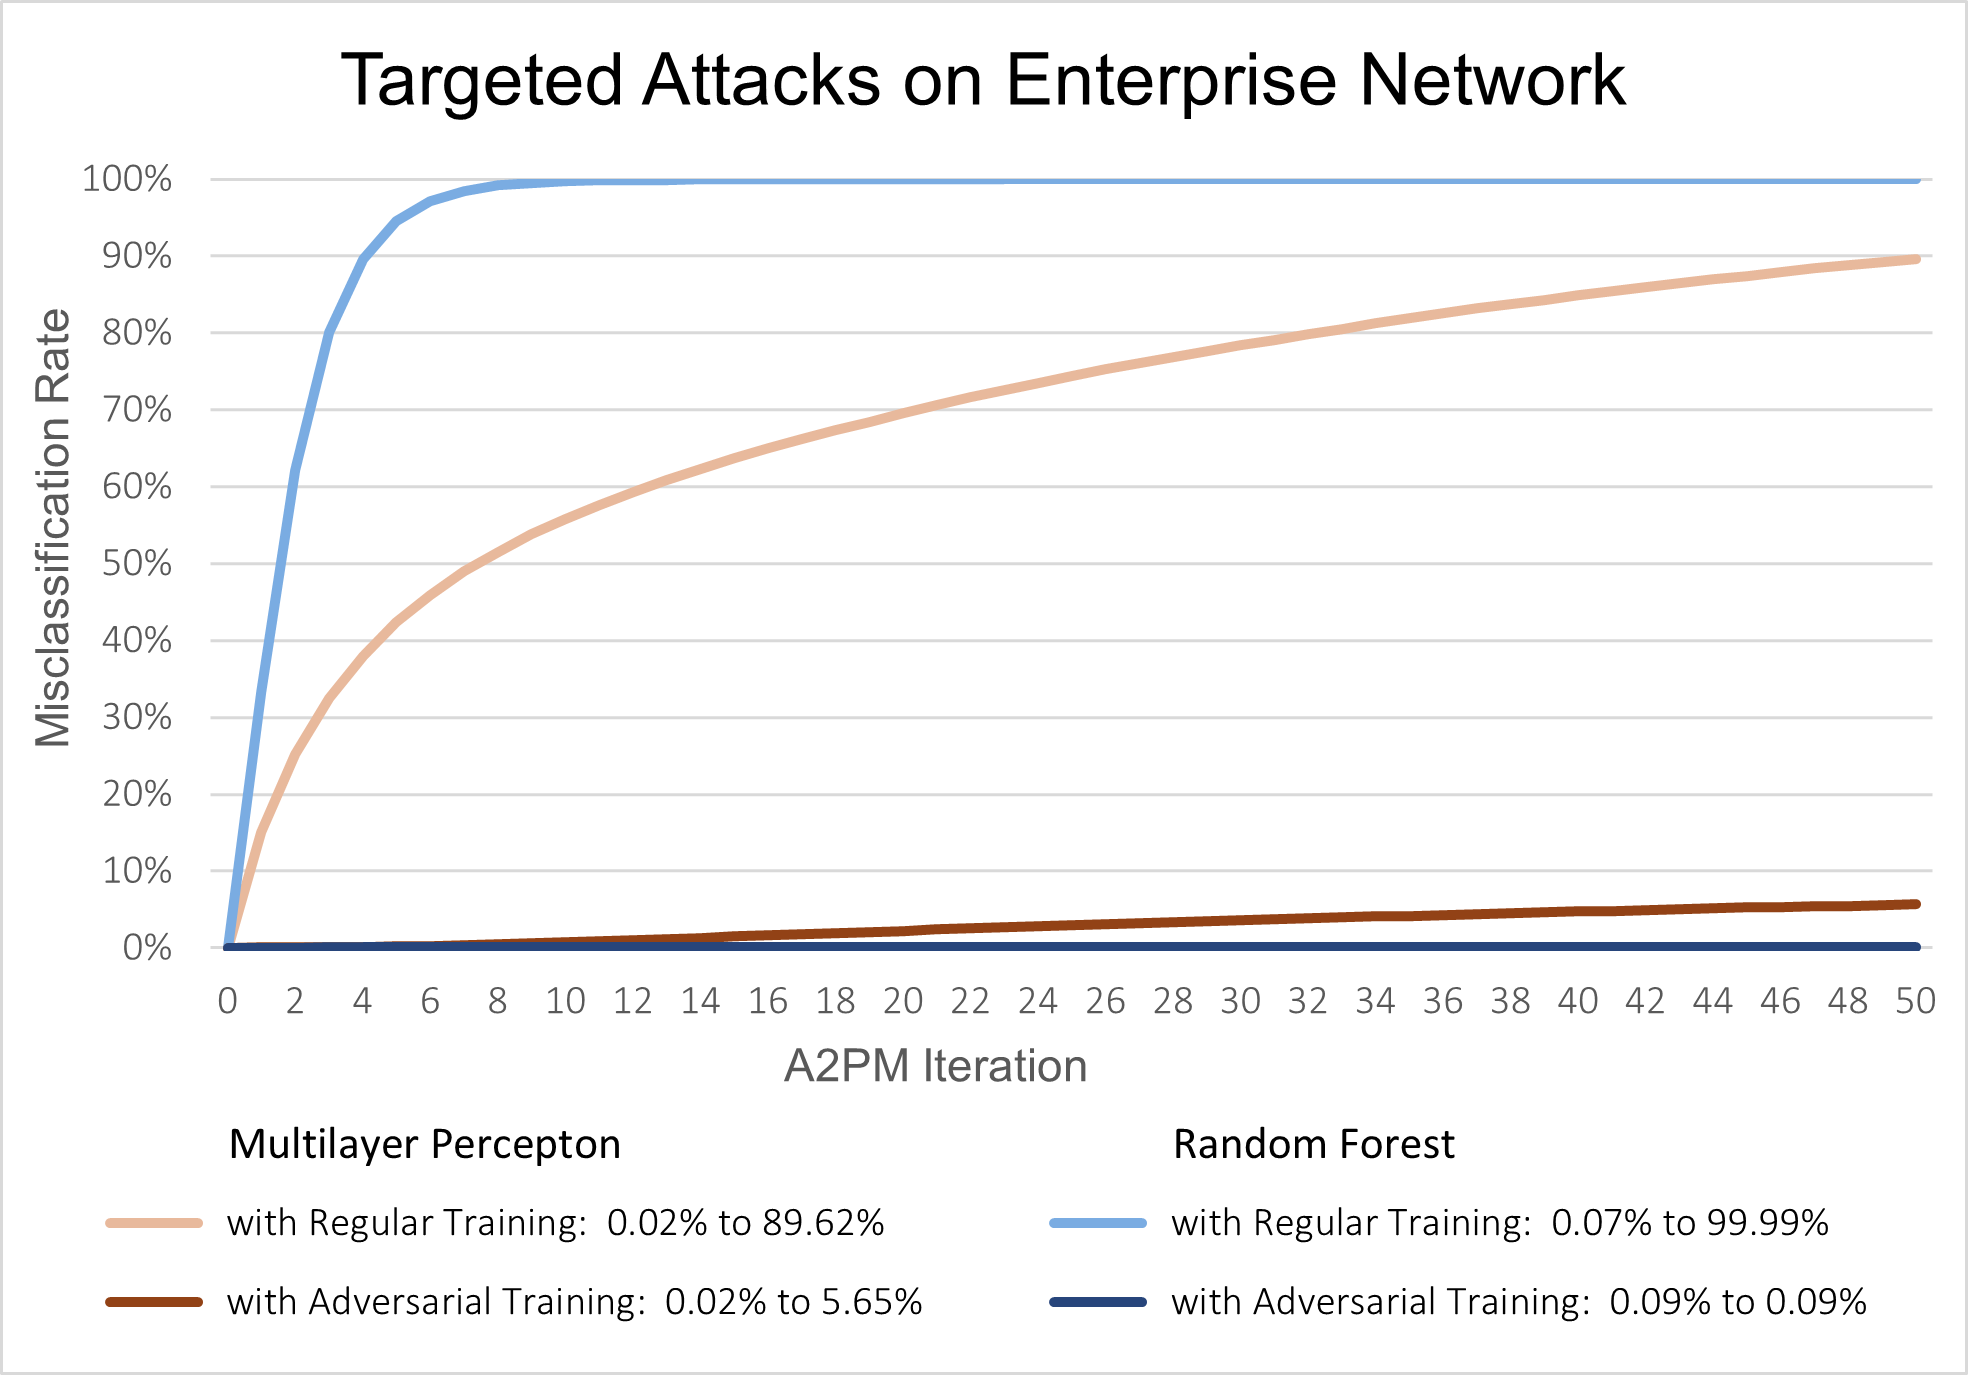 Targeted Attacks on Enterprise Network
Misclassification Rate
100%
90%
80%
70%
60%
50%
40%
30%
20%
10%
0%
0 2 4 6 8 10 12 14 16 18 20 22 24 26 28 30 32 34 36 38 40 42 44 46 48 50
A2PM Iteration
Multilayer Percepton
with Regular Training: 0.02% to 89.62%
with Adversarial Training: 0.02% to 5.65%
Random Forest
with Regular Training: 0.07% to 99.99%
with Adversarial Training: 0.09% to 0.09%